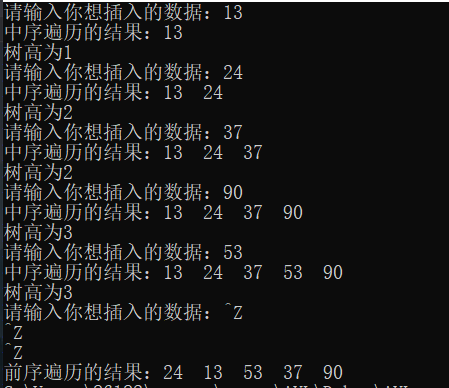 请输入你想插入的数据：13
中序遍历的结果：13
树高为1
请输入你想插入的数据：24
中序遍历的结果：13 24
树高为2
请输入你想插入的数据：37
中序遍历的结果：13 24 37
树高为2
请输入你想插入的数据：90
中序遍历的结果：13 24 37 90
树高为3
请输入你想插入的数据：53
中序遍历的结果：13 24 37 53 90
树高为3
请输入你想插入的数据：^Z
^Z
^Z
前序遍历的结果：24 13 53 37 90